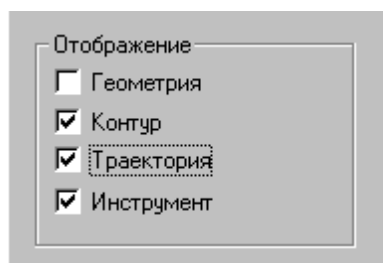 Отображение
Геометрия
Контур
Траектория
Инструмент